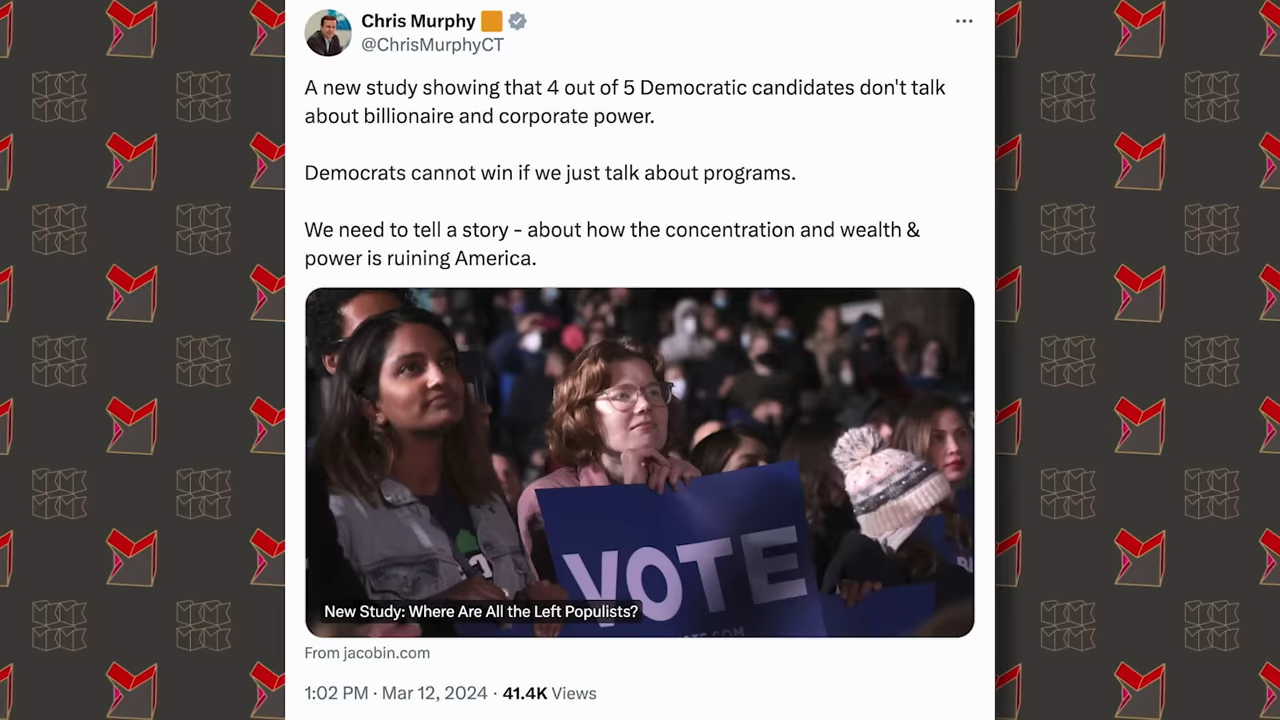 Chris Murphy
@ChrisMurphyCT
A new study showing that 4 out of 5 Democratic candidates don't talk
about billionaire and corporate power.
Democrats cannot win if we just talk about programs.
We need to tell a story - about how the concentration and wealth &
power is ruining America.
VOTE
New Study: Where Are All the Left Populists?
From jacobin.com
1:02 PM · Mar 12, 2024 · 41.4K Views